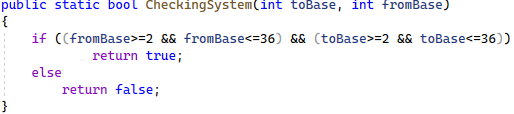 public static bool CheckingSystem(int toBase, int fromBase)
{
if ((fromBase>=2 && fromBase<=36) && (toBase>=2 && toBase<=36))
return true;
else
return false;
}